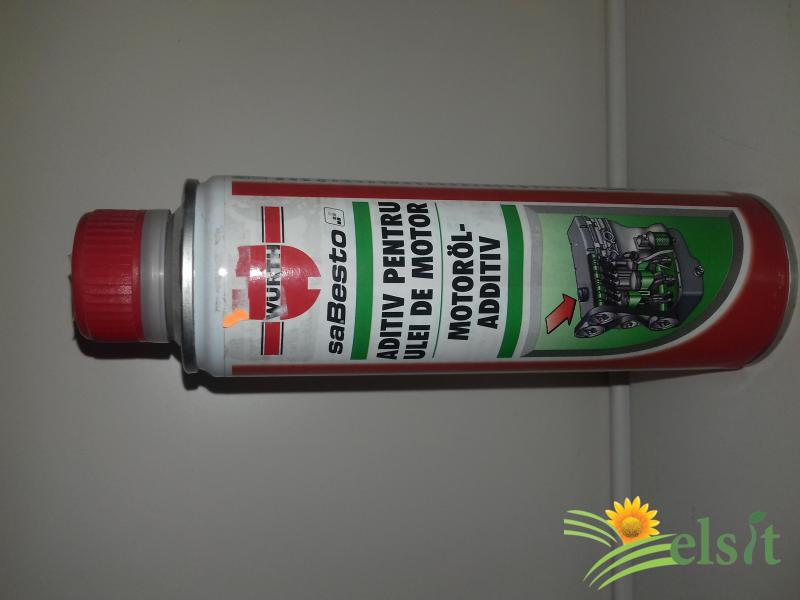 WÜRTH
saBesto
ADITIV PENTRU
ULEI DE MOTOR
MOTORÖL-
ADDITIV
elsit